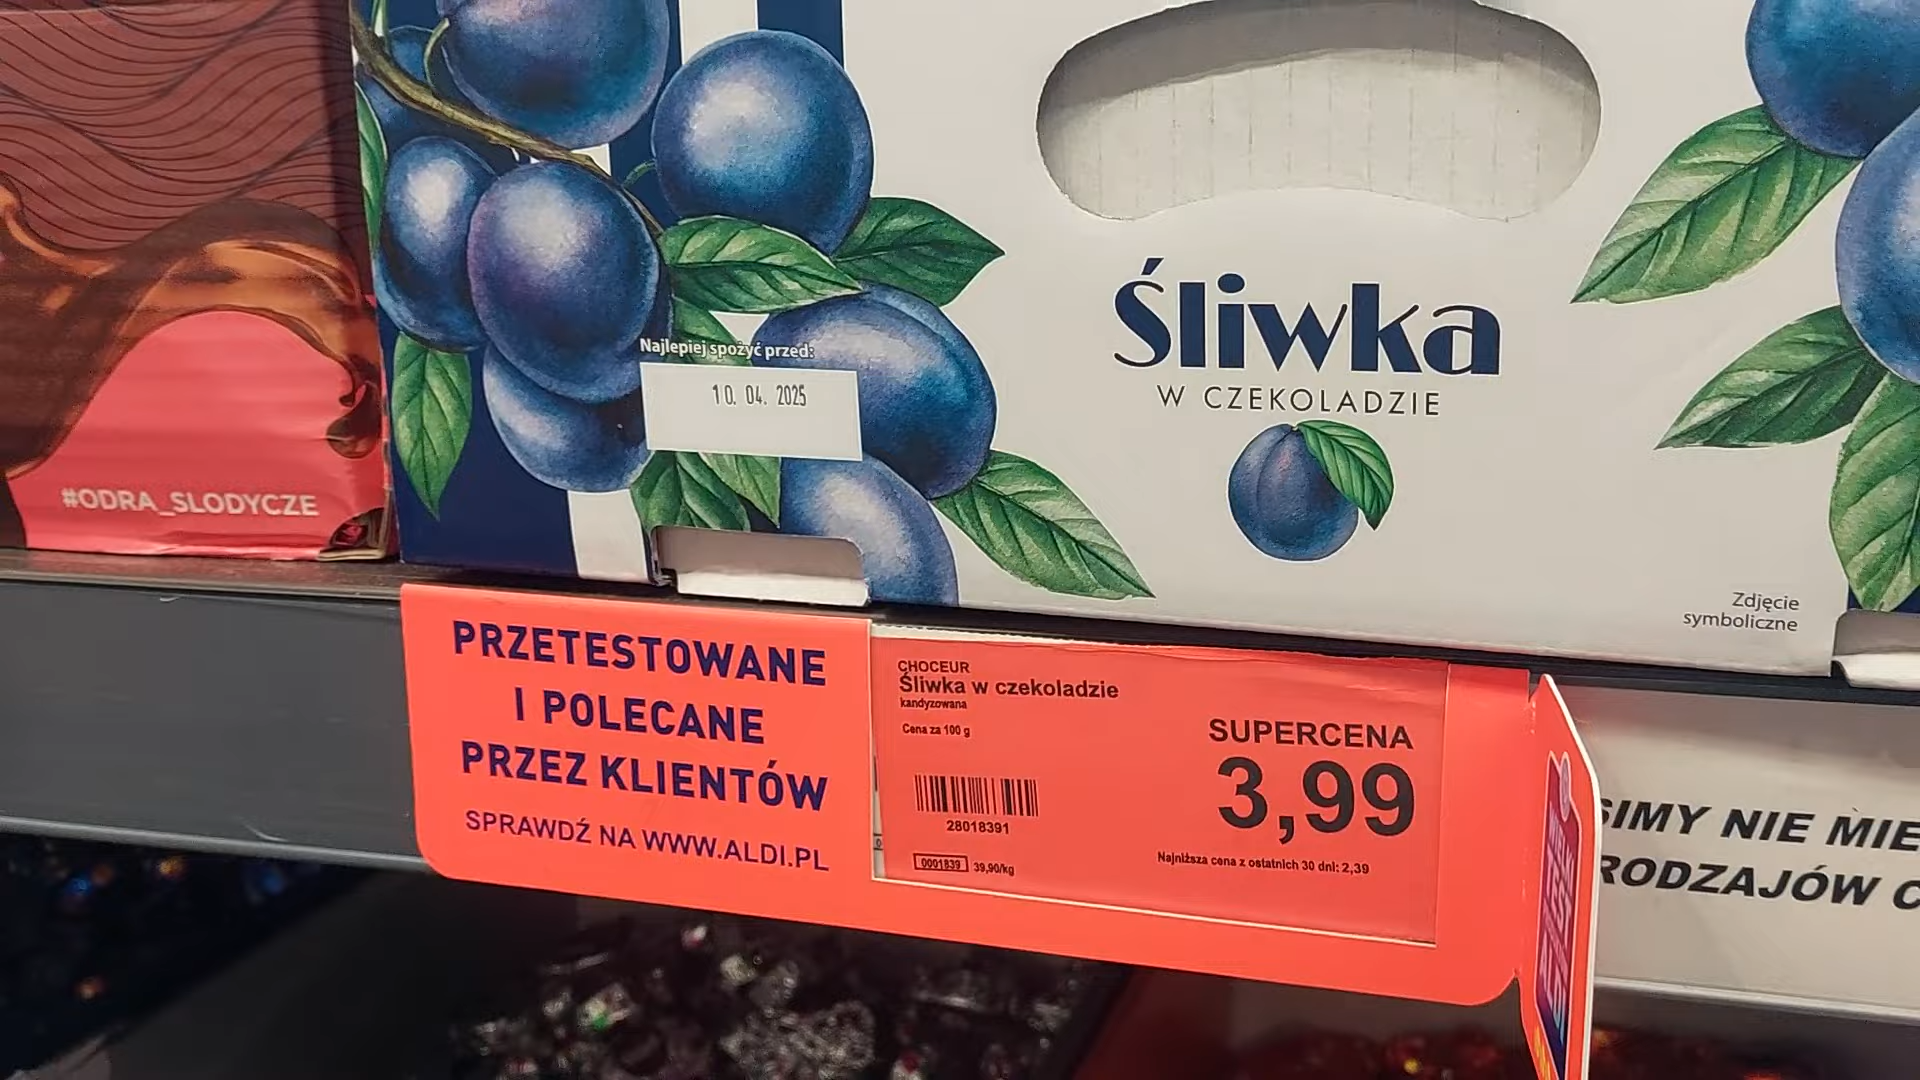 Śliwka
W CZEKOLADZIE
Najlepiej spożyć przed:
10. 04. 2025
#ODRA_SLODYCZE
Zdjęcie
symboliczne
PRZETESTOWANE
I POLECANE
PRZEZ KLIENTÓW
SPRAWDŹ NA WWW.ALDI.PL
CHOCEUR
Śliwka w czekoladzie
kandyzowana
Cena za 100 g
28018391
0001839 39,90/kg
SUPERCENA
3,99
Najniższa cena z ostatnich 30 dni: 2,39
SIMY NIE MIE
RODZAJÓW C